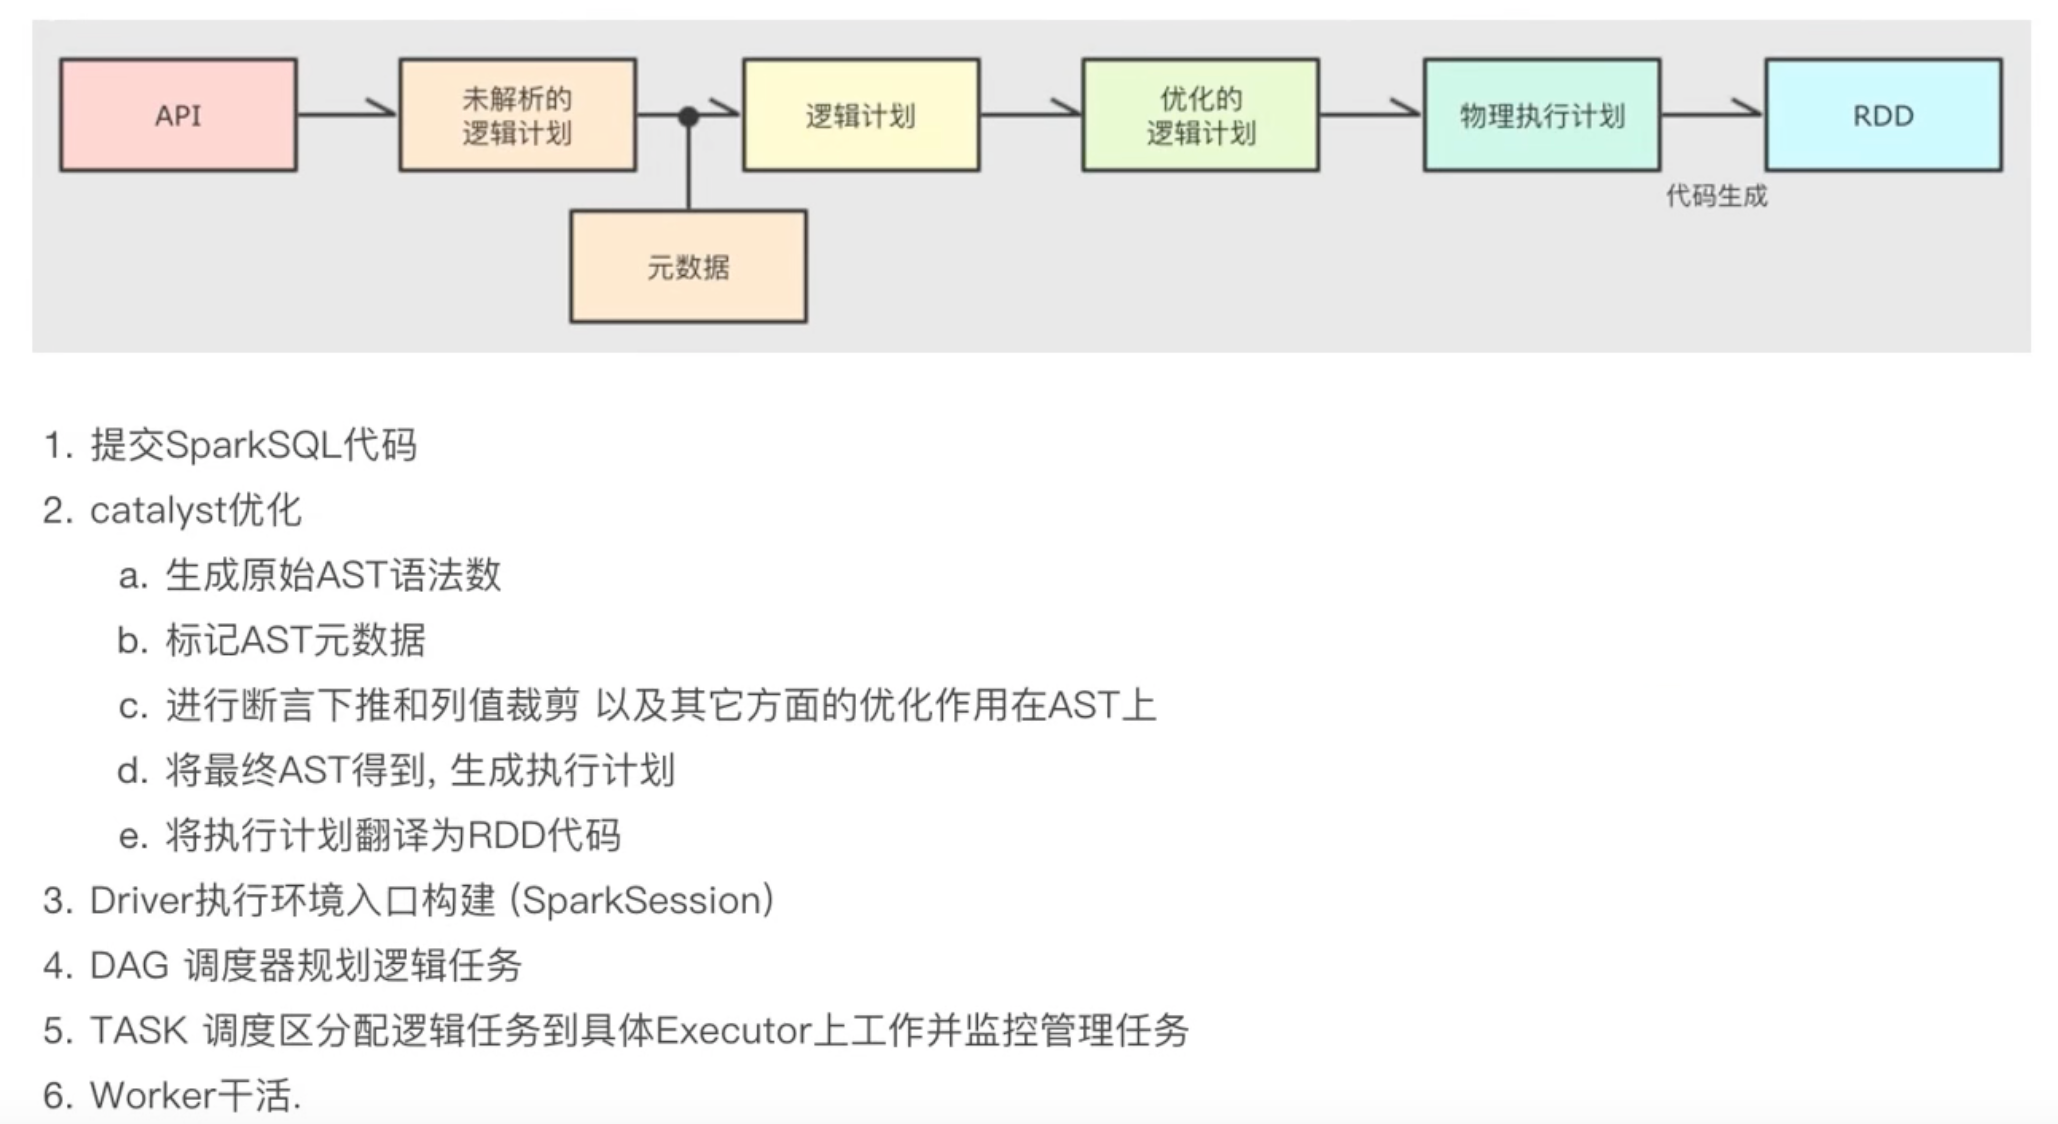 API
未解析的
逻辑计划
逻辑计划
优化的
逻辑计划
物理执行计划
RDD
代码生成
元数据
1. 提交SparkSQL代码
2. catalyst优化
a. 生成原始AST语法数
b. 标记AST元数据
c. 进行断言下推和列值裁剪 以及其它方面的优化作用在AST上
d. 将最终AST得到, 生成执行计划
e. 将执行计划翻译为RDD代码
3. Driver执行环境入口构建 (SparkSession)
4. DAG 调度器规划逻辑任务
5. TASK 调度区分配逻辑任务到具体Executor上工作并监控管理任务
6. Worker干活.